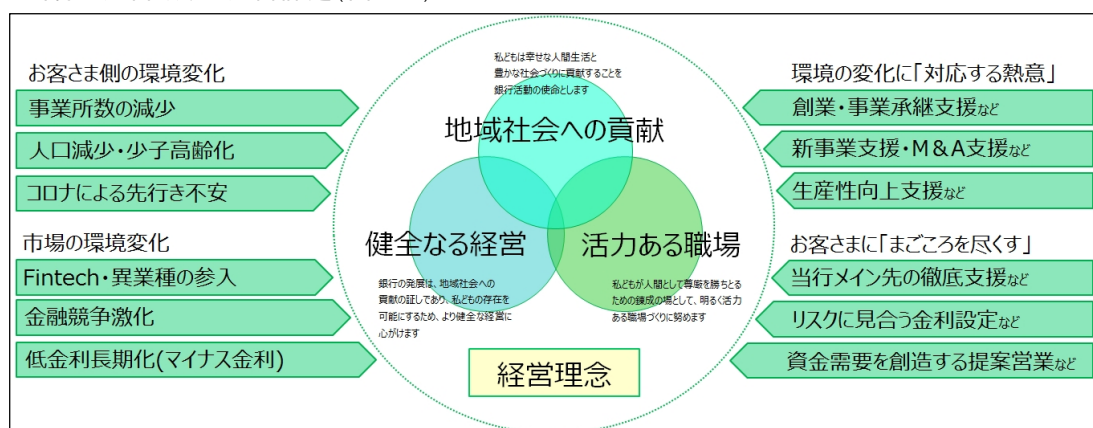 お客さま側の環境変化
事業所数の減少
人口減少・少子高齢化
コロナによる先行き不安
市場の環境変化
Fintech・異業種の参入
金融競争激化
低金利長期化(マイナス金利)
私どもは幸せな人間生活と
豊かな社会づくりに貢献することを
銀行活動の使命とします
地域社会への貢献
健全なる経営
銀行の発展は、地域社会への
貢献の証しであり、私どもの存在を
可能にするため、より健全な経営に
心がけます
活力ある職場
私どもが人間として尊厳を勝ちとる
ための錬成の場として、明るく活力
ある職場づくりに努めます
経営理念
環境の変化に「対応する熱意」
創業・事業承継支援など
新事業支援・M&A支援など
生産性向上支援など
お客さまに「まごころを尽くす」
当行メイン先の徹底支援など
リスクに見合う金利設定など
資金需要を創造する提案営業など